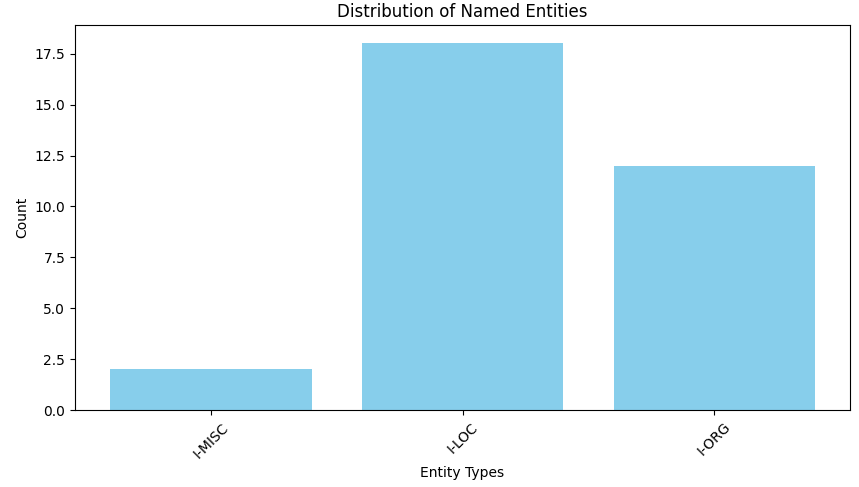 Distribution of Named Entities
17.5
15.0
12.5
10.0
7.5
5.0
2.5
0.0
Count
I-MISC
I-LOC
I-ORG
Entity Types